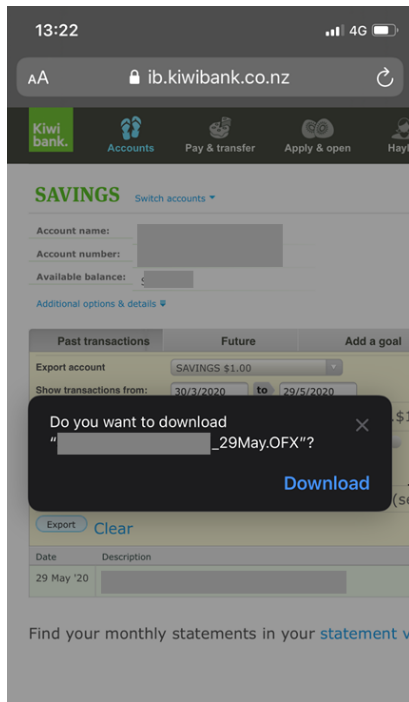 13:22
4G
AA ib.kiwibank.co.nz
Kiwi
bank.
Accounts Pay & transfer Apply & open
SAVINGS Switch accounts
Account name:
Account number:
Available balance:
Additional options & details
Past transactions Future Add a goal
Export account SAVINGS $1.00
Show transactions from: 30/3/2020 to 29/5/2020
Do you want to download
“ _29May.OFX”?
Download
Export Clear
Date Description
29 May '20
Find your monthly statements in your statement